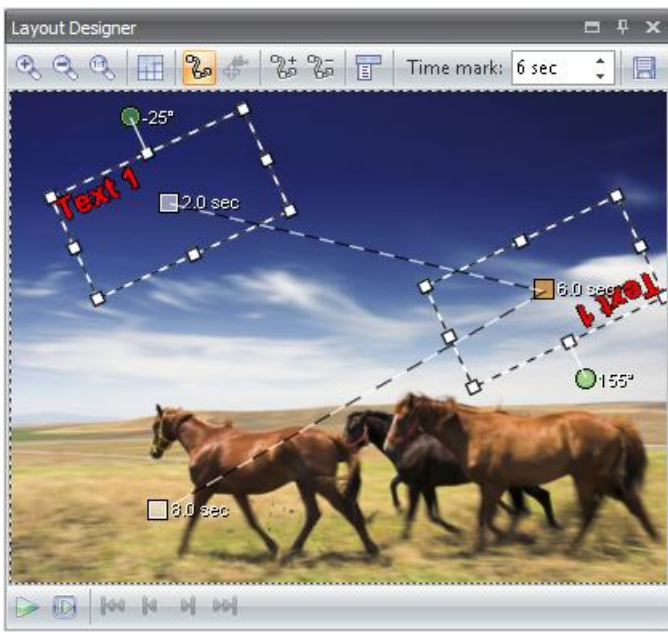 Layout Designer
Time mark: 6 sec
-25°
Text 1
2.0 sec
6.0 sec
Text 1
155°
8.0 sec